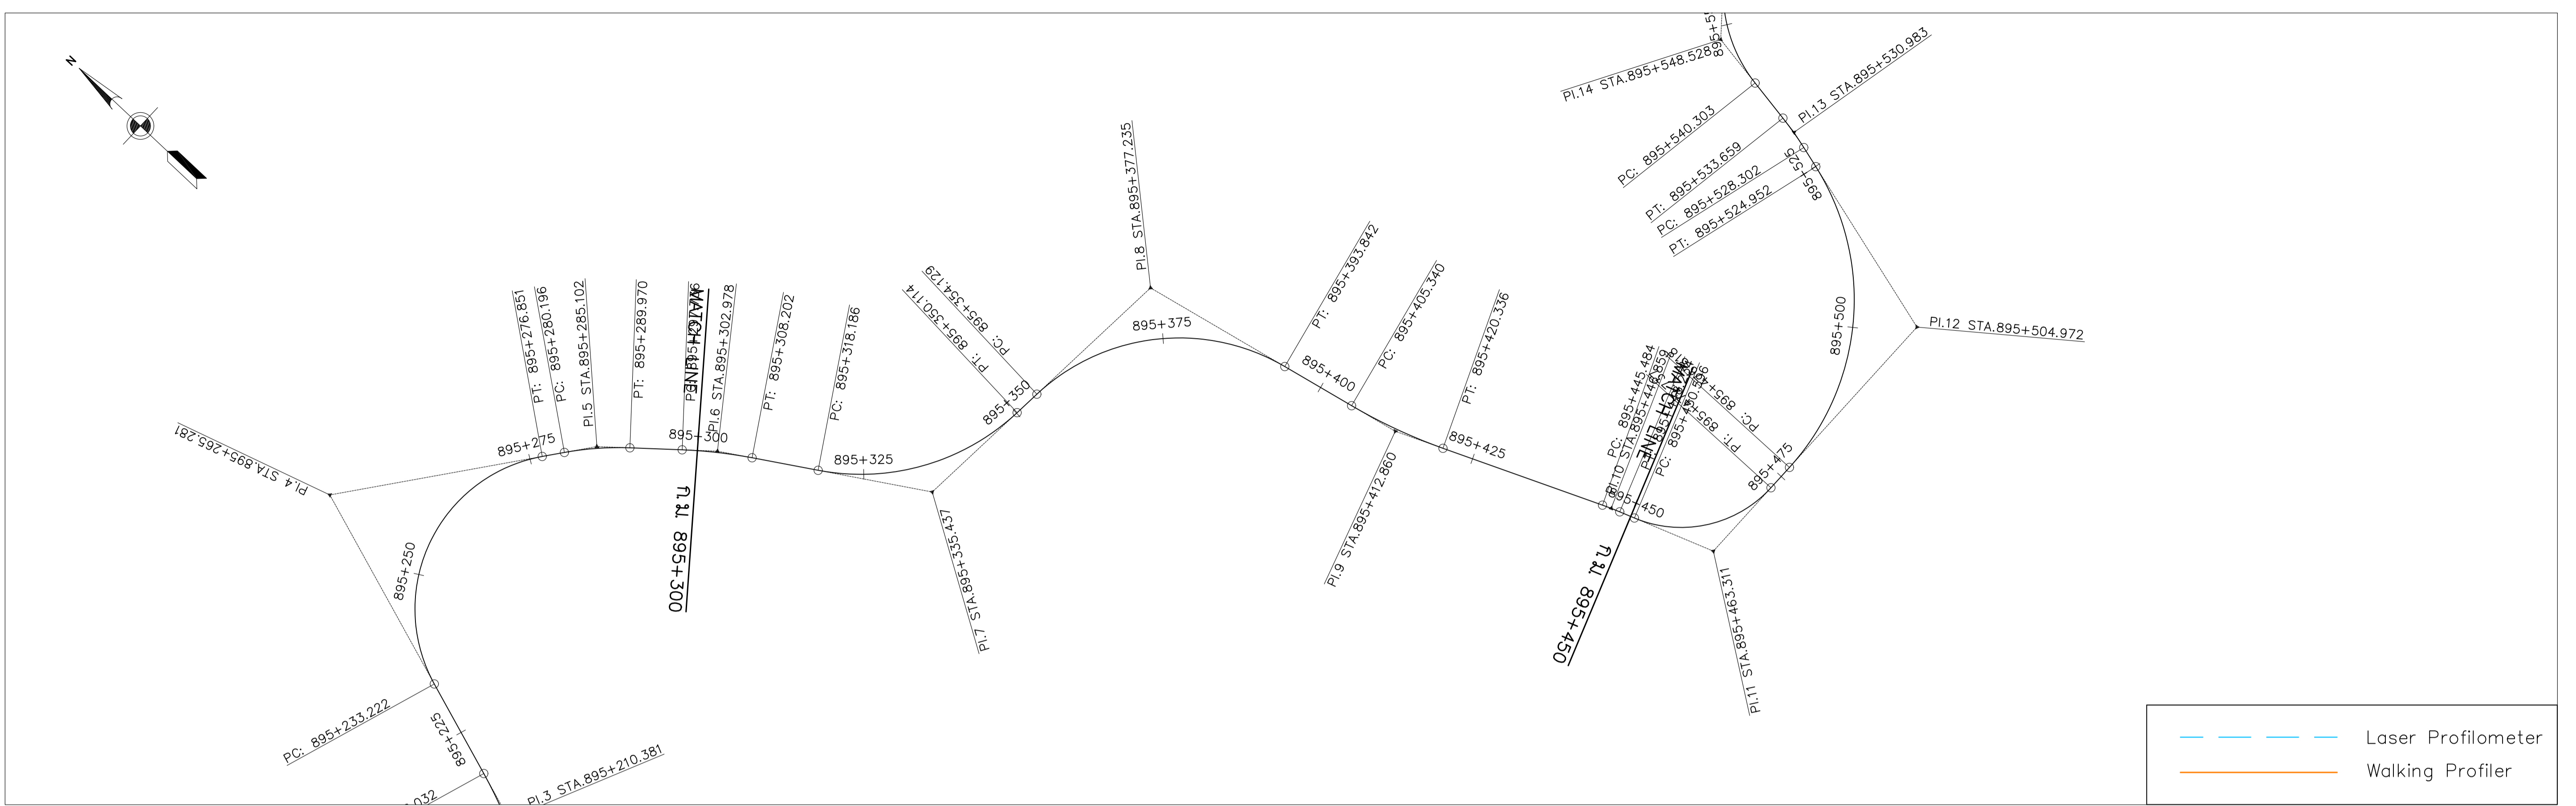 N
PI.4 STA.895+265.281
895+250
PC: 895+233.222
895+225
PI.3 STA.895+210.381
895+275
PT: 895+276.851
PC: 895+280.196
PI.5 STA.895+285.102
PT: 895+289.970
MATCH LINE
895+300
ก.ม. 895+300
PI.6 STA.895+302.978
PT: 895+308.202
PC: 895+318.186
895+325
PI.7 STA.895+335.437
895+350
PT: 895+350.114
PC: 895+354.129
PI.8 STA.895+377.235
895+375
PT: 895+393.842
895+400
PC: 895+405.340
PI.9 STA.895+412.860
PT: 895+420.336
895+425
PC: 895+445.484
MATCH LINE
895+450
ก.ม. 895+450
PI.11 STA.895+463.311
895+475
PI.12 STA.895+504.972
895+500
PT: 895+524.952
895+525
PC: 895+528.302
PT: 895+533.659
PI.13 STA.895+530.983
PC: 895+540.303
PI.14 STA.895+548.528
Laser Profilometer
Walking Profiler